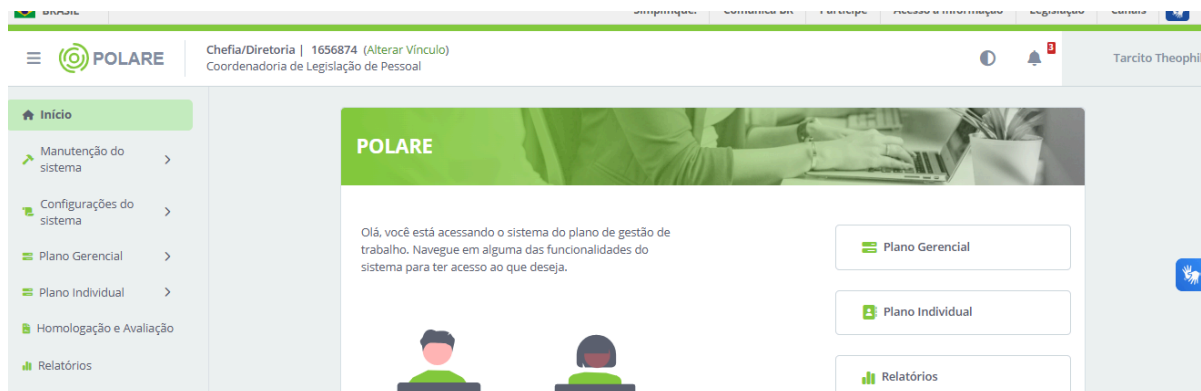 BRASIL Simplifique! Comunica BR Participe Acesso à informação Legislação Canais
POLARE
Chefia/Diretoria | 1656874 (Alterar Vínculo)
Coordenadoria de Legislação de Pessoal
3
Tarcito Theophil
Início
Manutenção do
sistema
Configurações do
sistema
Plano Gerencial
Plano Individual
Homologação e Avaliação
Relatórios
POLARE
Olá, você está acessando o sistema do plano de gestão de
trabalho. Navegue em alguma das funcionalidades do
sistema para ter acesso ao que deseja.
Plano Gerencial
Plano Individual
Relatórios